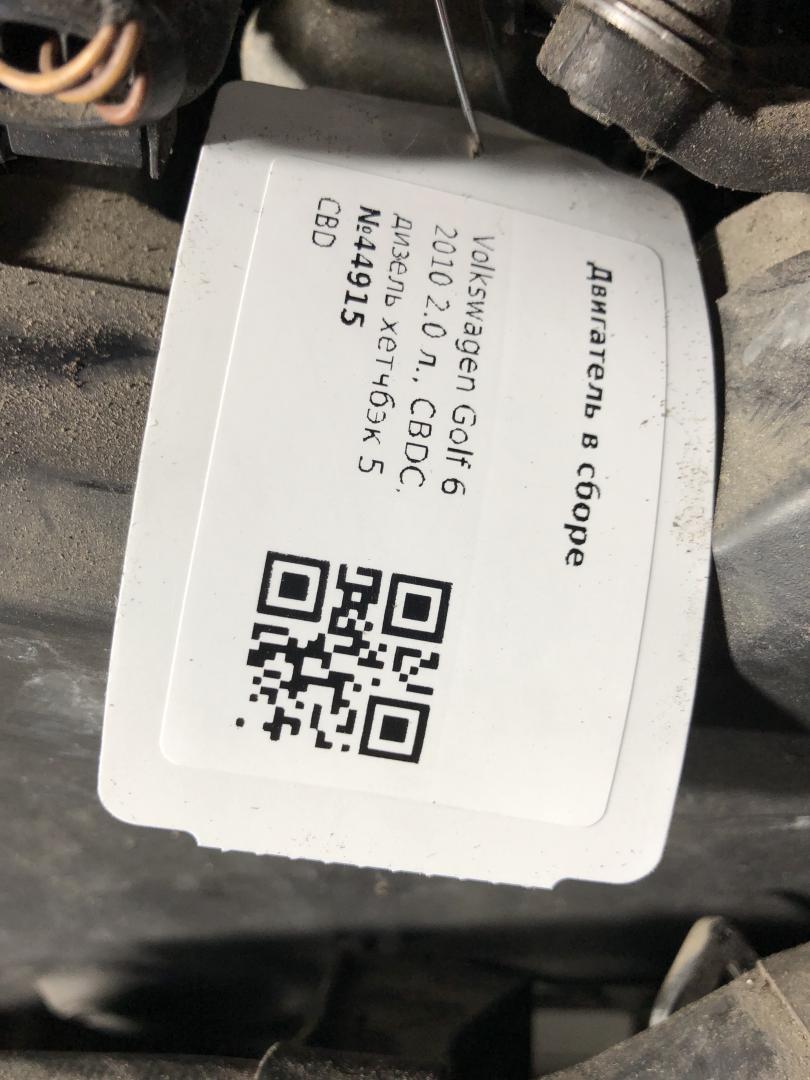 Двигатель в сборе
Volkswagen Golf 6
2010 2.0 л., CBDC,
дизель хетчбэк 5
№44915
CBD